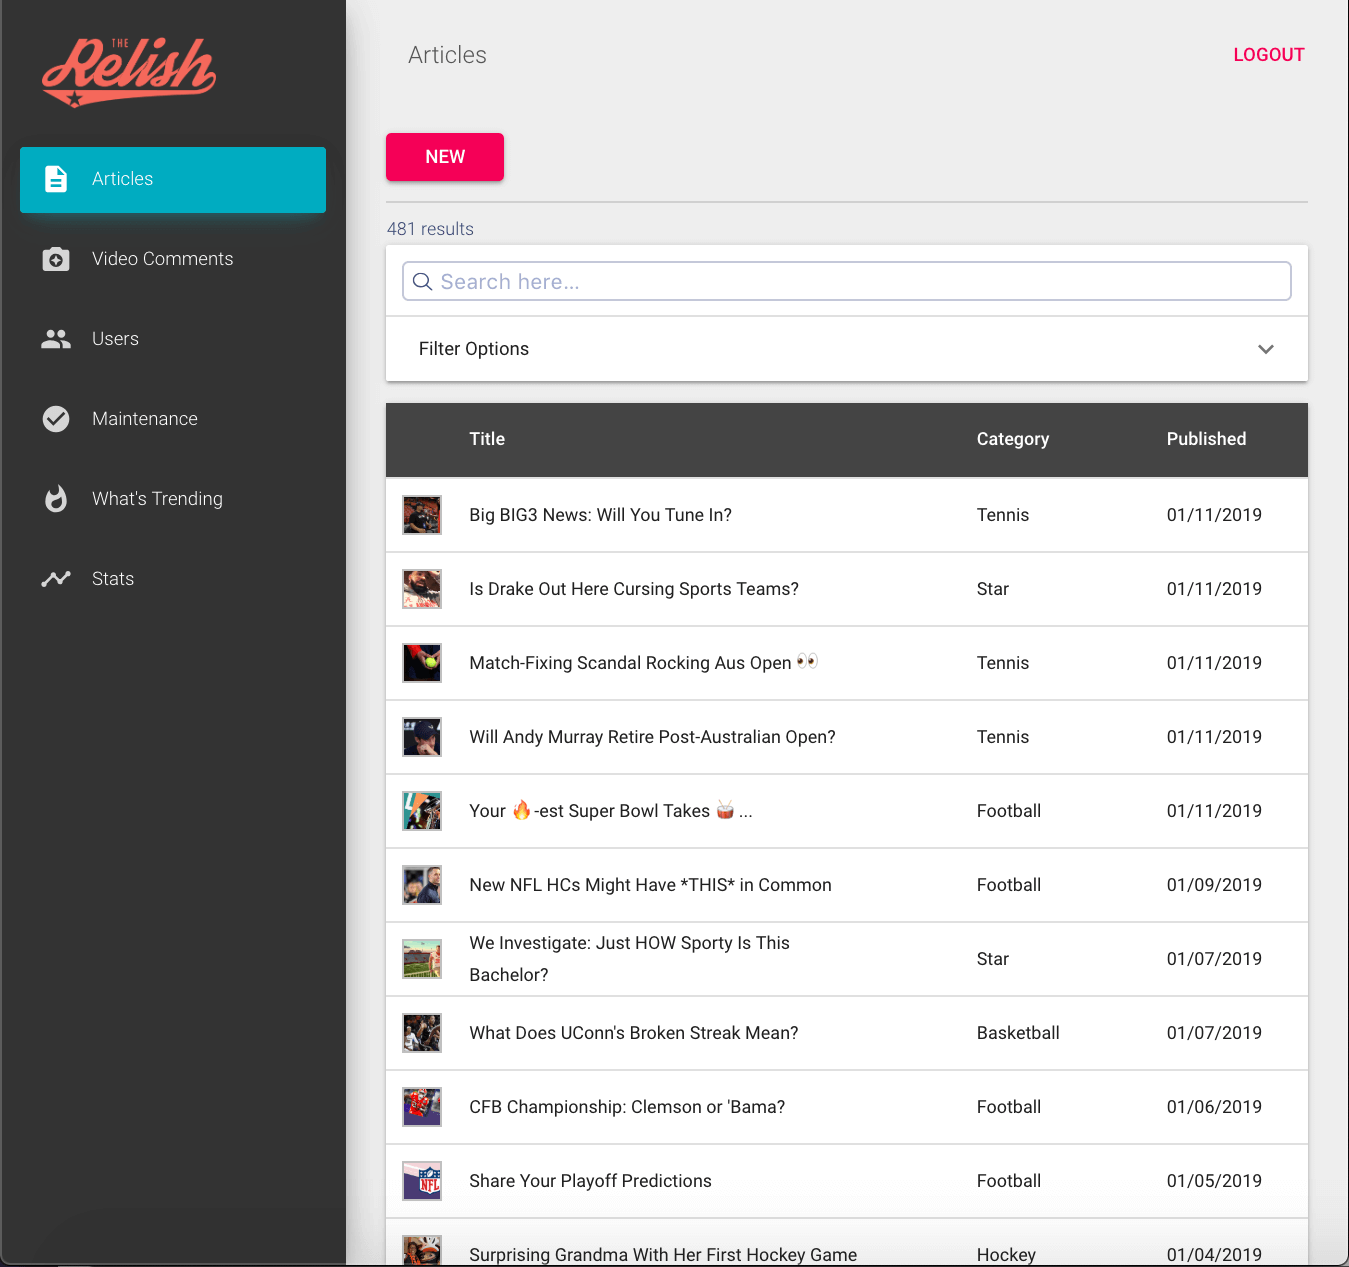 THE
Relish
Articles
Video Comments
Users
Maintenance
What's Trending
Stats
Articles
LOGOUT
NEW
481 results
Search here...
Filter Options
Title Category Published
Big BIG3 News: Will You Tune In? Tennis 01/11/2019
Is Drake Out Here Cursing Sports Teams? Star 01/11/2019
Match-Fixing Scandal Rocking Aus Open 👀 Tennis 01/11/2019
Will Andy Murray Retire Post-Australian Open? Tennis 01/11/2019
Your 🔥-est Super Bowl Takes 🥁 ... Football 01/11/2019
New NFL HCs Might Have *THIS* in Common Football 01/09/2019
We Investigate: Just HOW Sporty Is This
Bachelor? Star 01/07/2019
What Does UConn's Broken Streak Mean? Basketball 01/07/2019
CFB Championship: Clemson or 'Bama? Football 01/06/2019
NFL
Share Your Playoff Predictions Football 01/05/2019
Surprising Grandma With Her First Hockey Game Hockey 01/04/2019